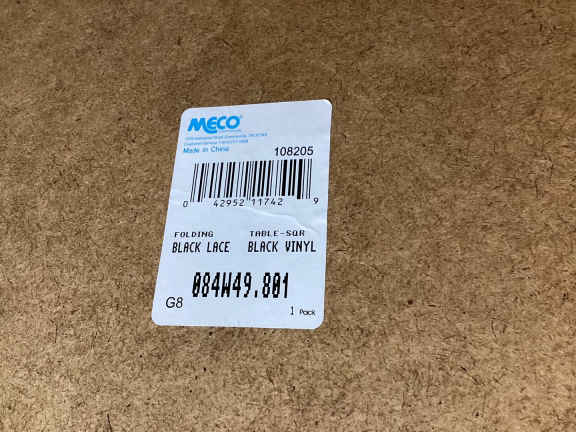 MECO®
Made in China
108205
0 42952 11742 9
FOLDING TABLE-SQR
BLACK LACE BLACK VINYL
084W49.801
G8
1 Pack